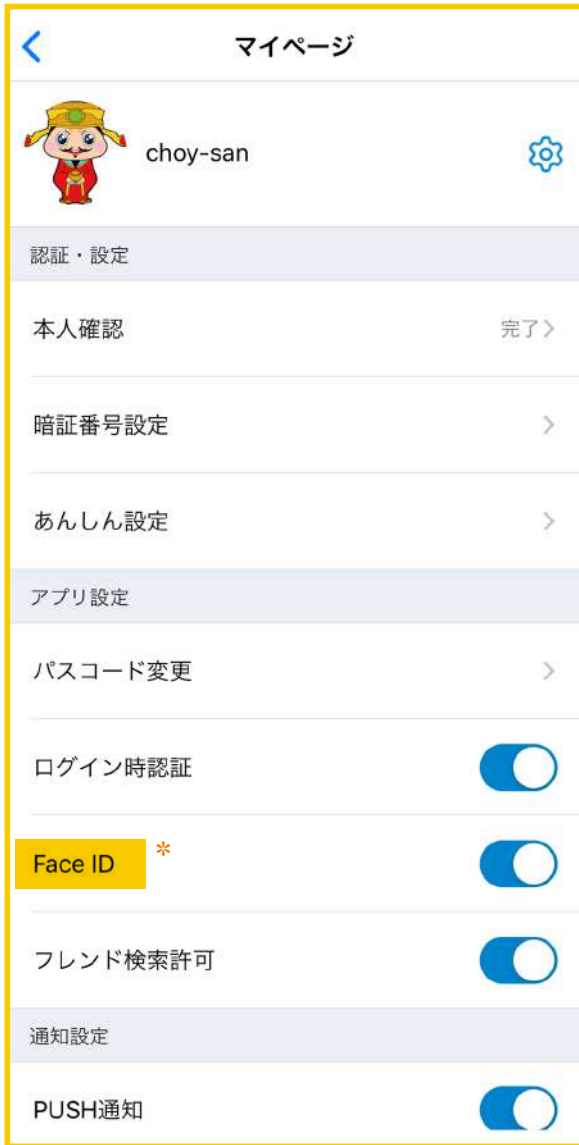 マイページ
choy-san
認証・設定
本人確認 完了
暗証番号設定
あんしん設定
アプリ設定
パスコード変更
ログイン時認証
Face ID *
フレンド検索許可
通知設定
PUSH通知